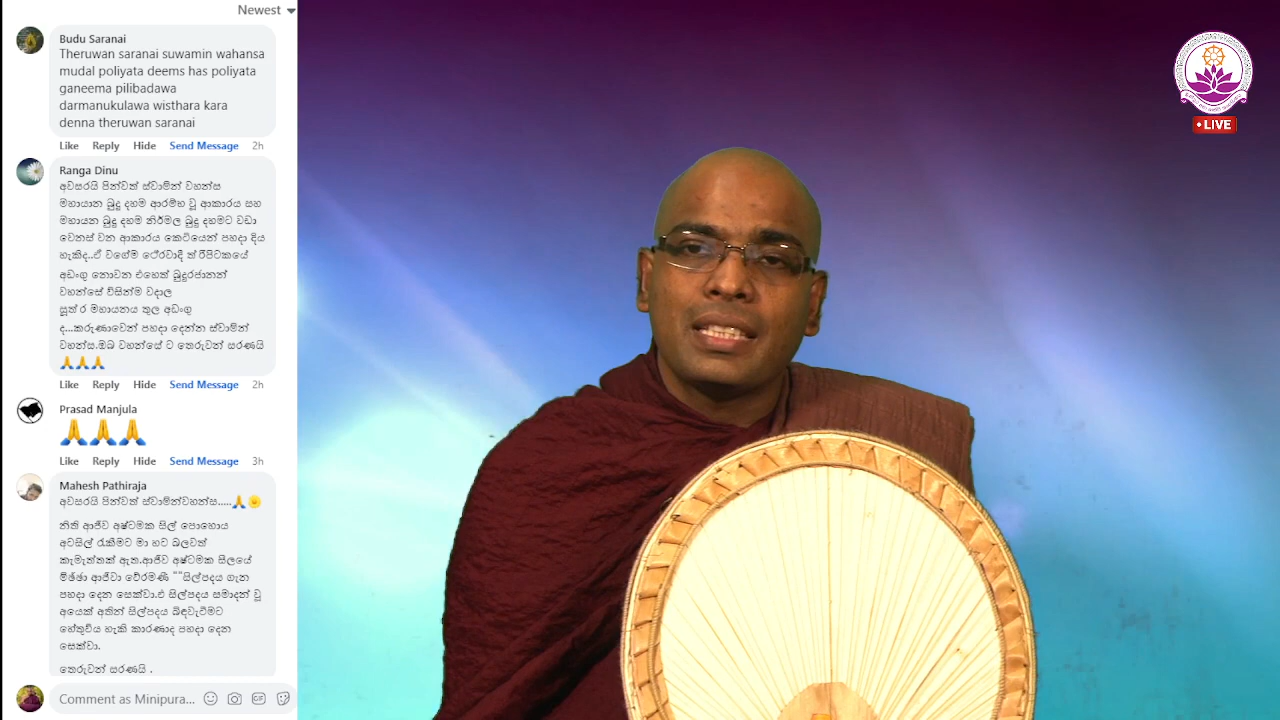 Newest
Budu Saranai
Theruwan saranai suwamin wahansa
mudal poliyata deems has poliyata
ganeema pilibadawa
darmanukulawa wisthara kara
denna theruwan saranai
Like Reply Hide Send Message 2h
Ranga Dinu
අවසරයි පින්වත් ස්වාමින් වහන්ස
මහායාන බුදු දහම ආරම්භ වූ ආකාරය සහ
මහායන බුදු දහම නිර්මල බුදු දහමට වඩා
වෙනස් වන ආකාරය කෙටියෙන් පහදා දිය
හැකිද..ඒ වගේම ථේරවාදී ත් රීපිටකයේ
අඩංගු නොවන එහෙත් බුදුරජානන්
වහන්සේ විසින්ම වදාල
සූත් ර මහායනය තුල අඩංගු
ද...කරුණාවෙන් පහදා දෙන්න ස්වාමින්
වහන්ස.ඔබ වහන්සේ ට තෙරුවන් සරණයි
🙏🙏🙏
Like Reply Hide Send Message 2h
Prasad Manjula
🙏🙏🙏
Like Reply Hide Send Message 3h
Mahesh Pathiraja
අවසරයි පින්වත් ස්වාමින්වහන්ස.....🙏🌼
නිති ආජීව අෂ්ටමක සිල් පොහොය
අටසිල් රැකීමට මා හට බලවත්
කැමැත්තක් ඇත.ආජීව අෂ්ටමක සීලයේ
මිඡ්ඡා ආජීවා වේරමණී ""සිල්පදය ගැන
පහදා දෙන සෙක්වා.එ සිල්පදය සමාදන් වූ
අයෙක් අතින් සිල්පදය බිඳවැටීමට
හේතුවිය හැකි කාරණාද පහදා දෙන
සෙක්වා.
තෙරුවන් සරණයි .
Comment as Minipura...
GIF
LIVE